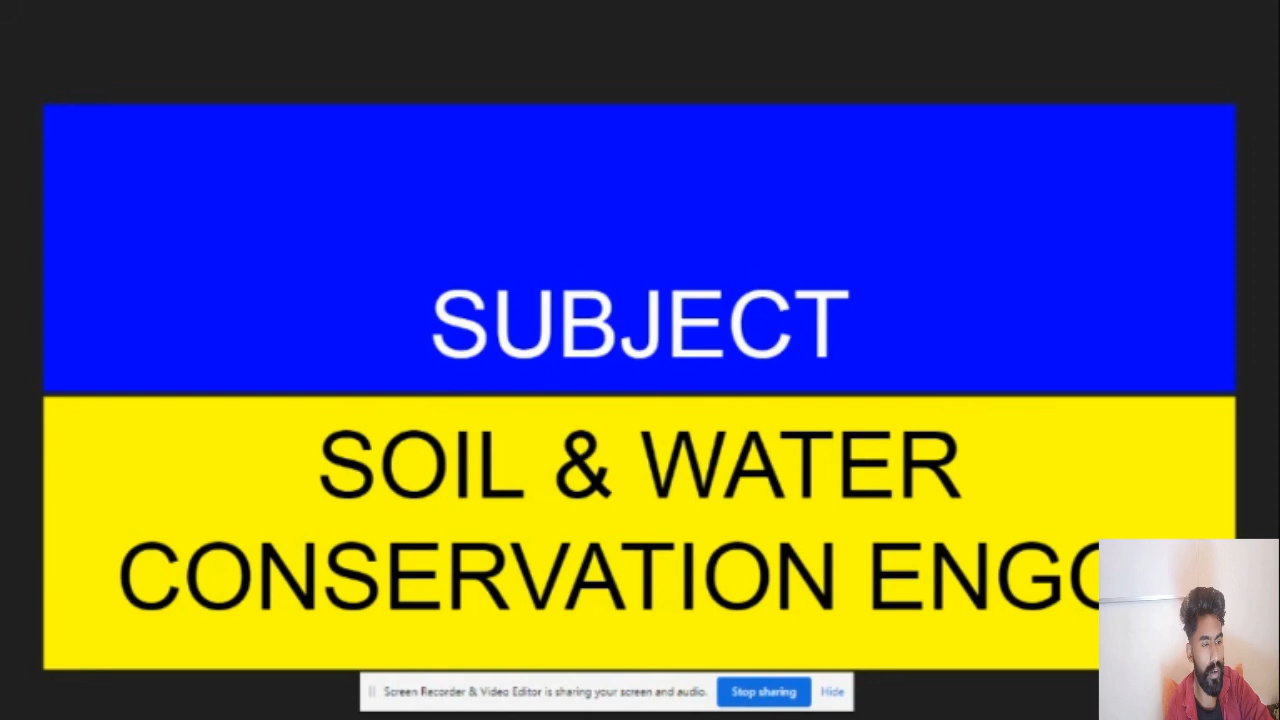 SUBJECT
SOIL & WATER
CONSERVATION ENGG
Screen Recorder & Video Editor is sharing your screen and audio. Stop sharing Hide